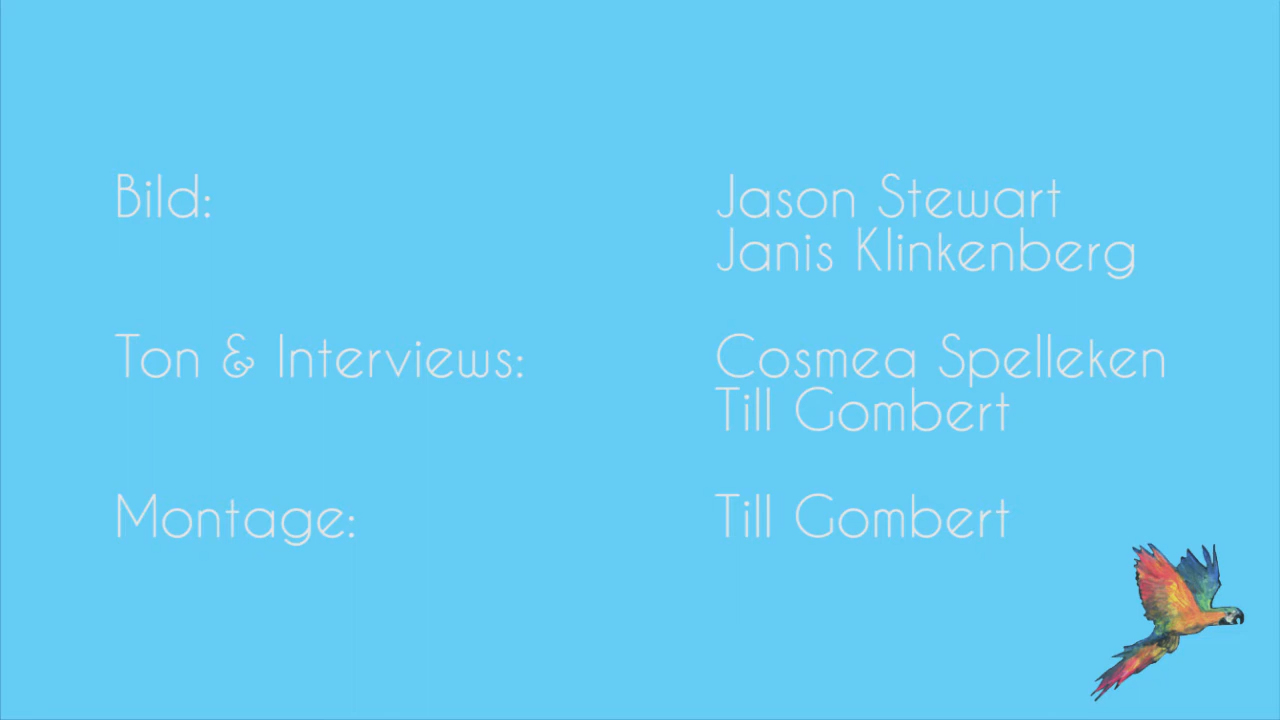 Bild: Jason Stewart
Janis Klinkenberg
Ton & Interviews: Cosmea Spelleken
Till Gombert
Montage: Till Gombert